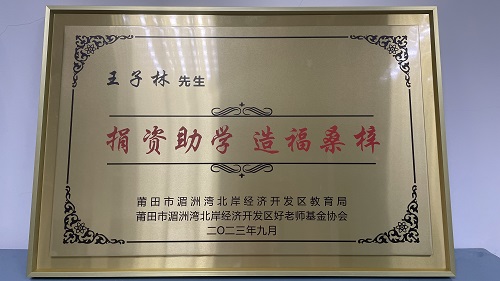 王子林 先生
捐资助学 造福桑梓
莆田市湄洲湾北岸经济开发区教育局
莆田市湄洲湾北岸经济开发区好老师基金协会
二〇二三年九月